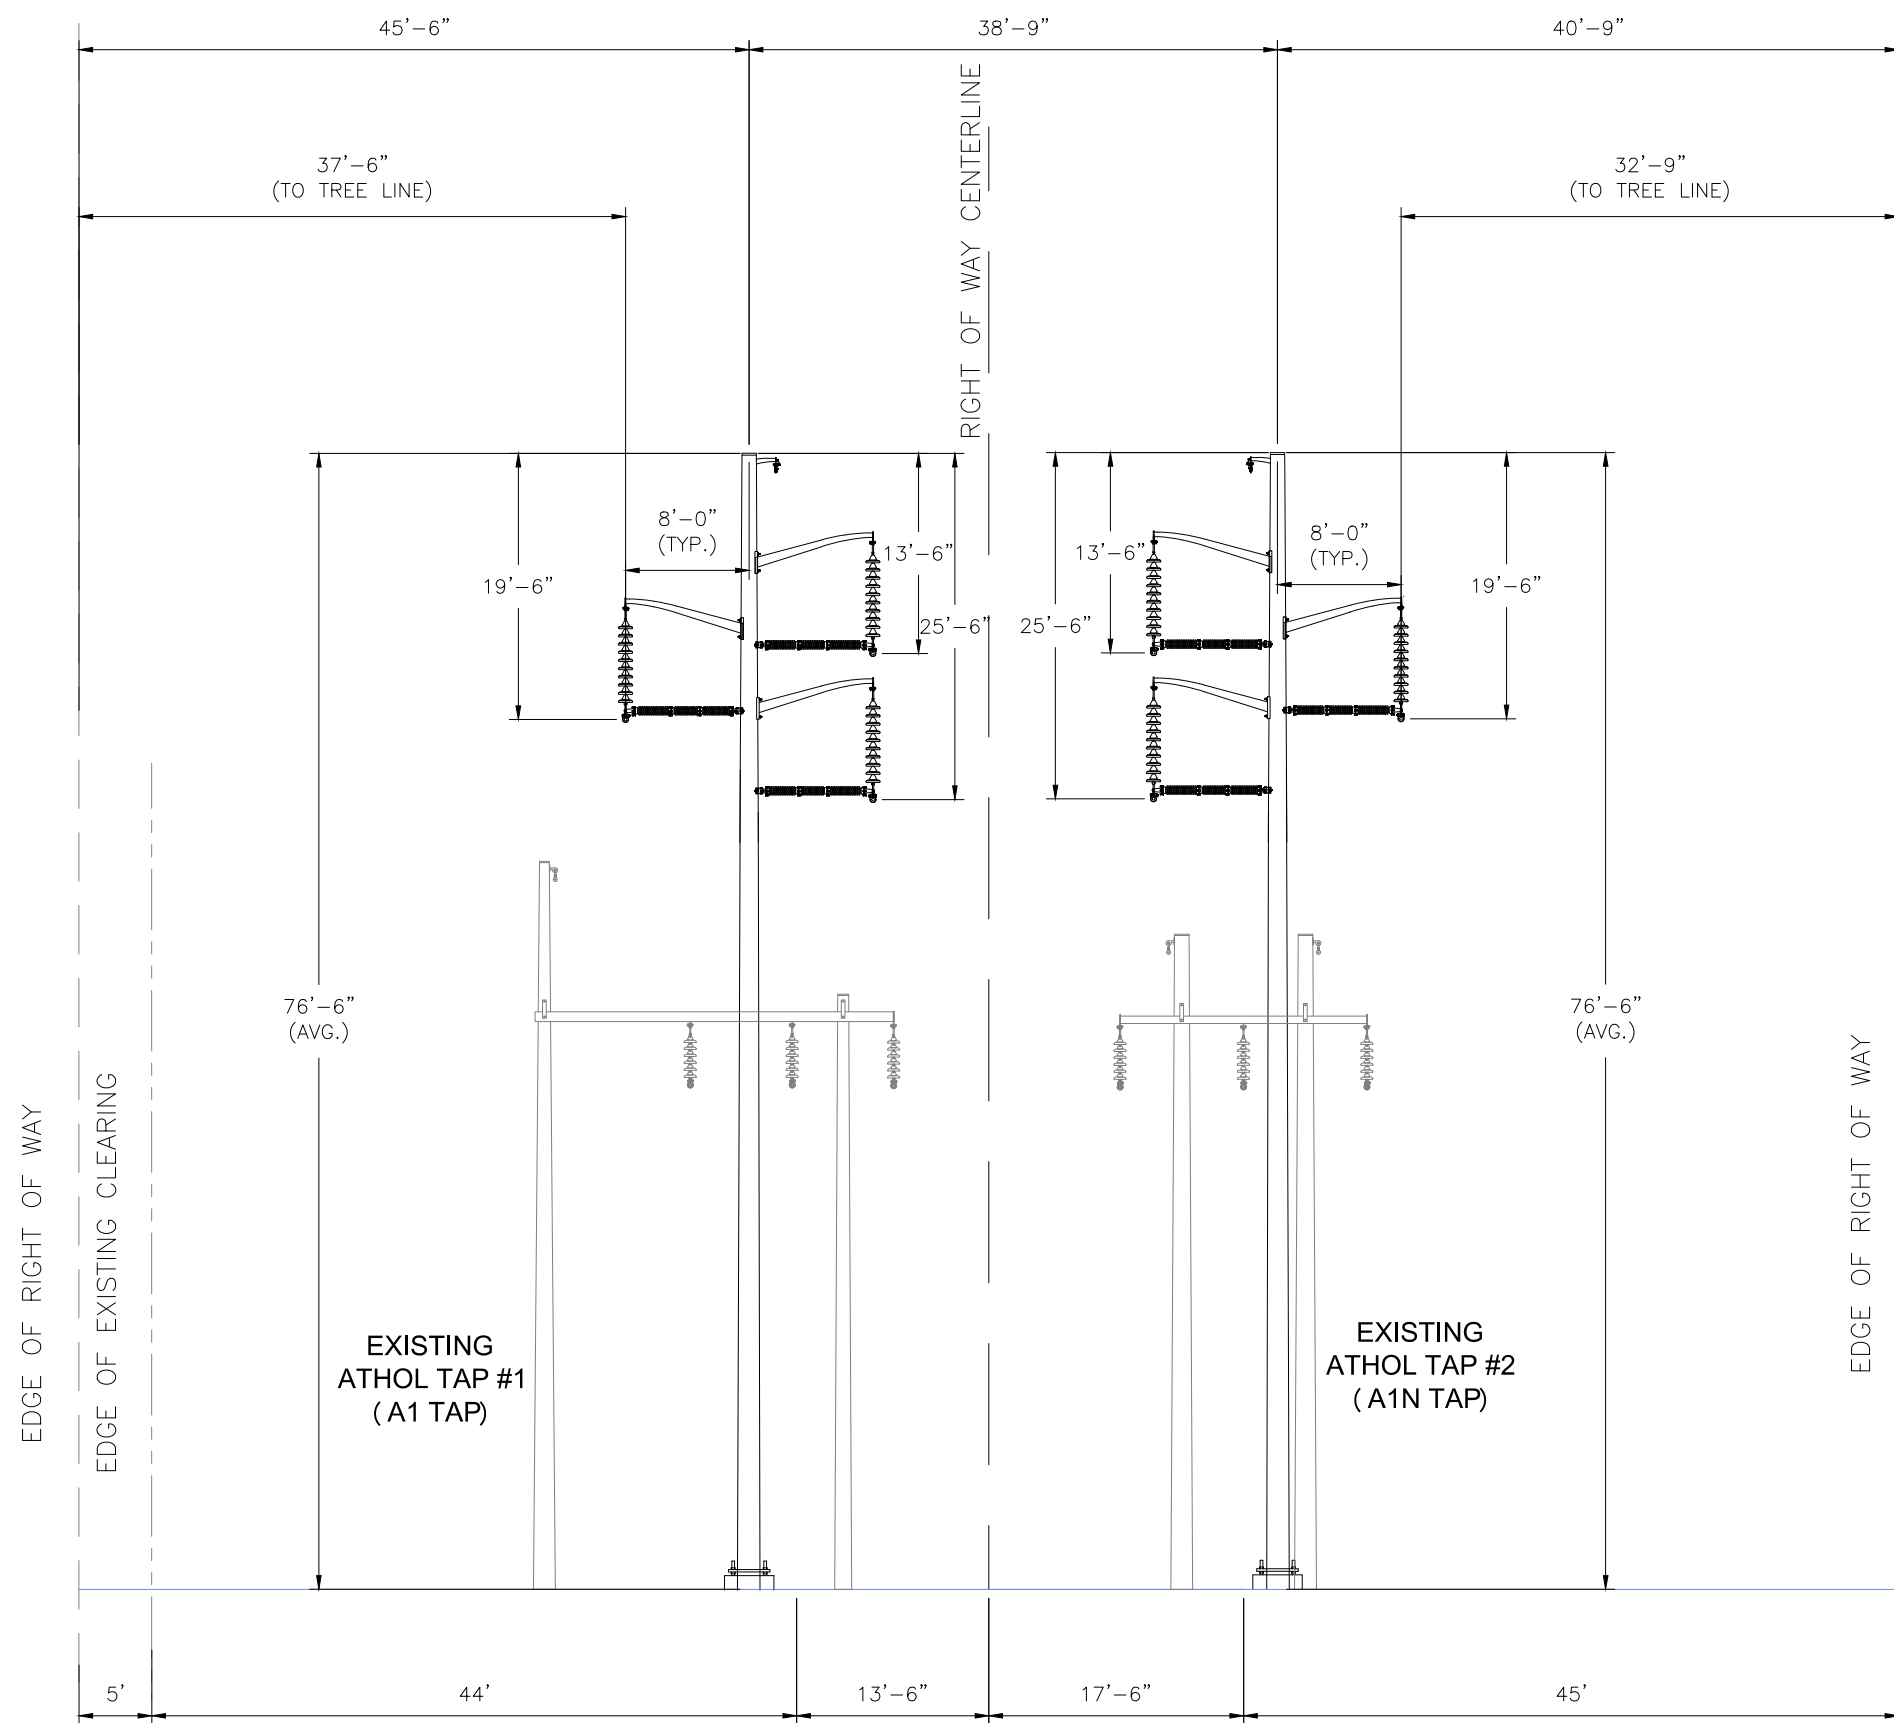 45'-6"
38'-9"
40'-9"
37'-6"
(TO TREE LINE)
RIGHT OF WAY CENTERLINE
32'-9"
(TO TREE LINE)
8'-0"
(TYP.)
13'-6"
19'-6"
25'-6"
13'-6"
25'-6"
8'-0"
(TYP.)
19'-6"
76'-6"
(AVG.)
76'-6"
(AVG.)
EDGE OF RIGHT OF WAY
EDGE OF EXISTING CLEARING
EXISTING
ATHOL TAP #1
( A1 TAP)
EXISTING
ATHOL TAP #2
( A1N TAP)
EDGE OF RIGHT OF WAY
5'
44'
13'-6"
17'-6"
45'